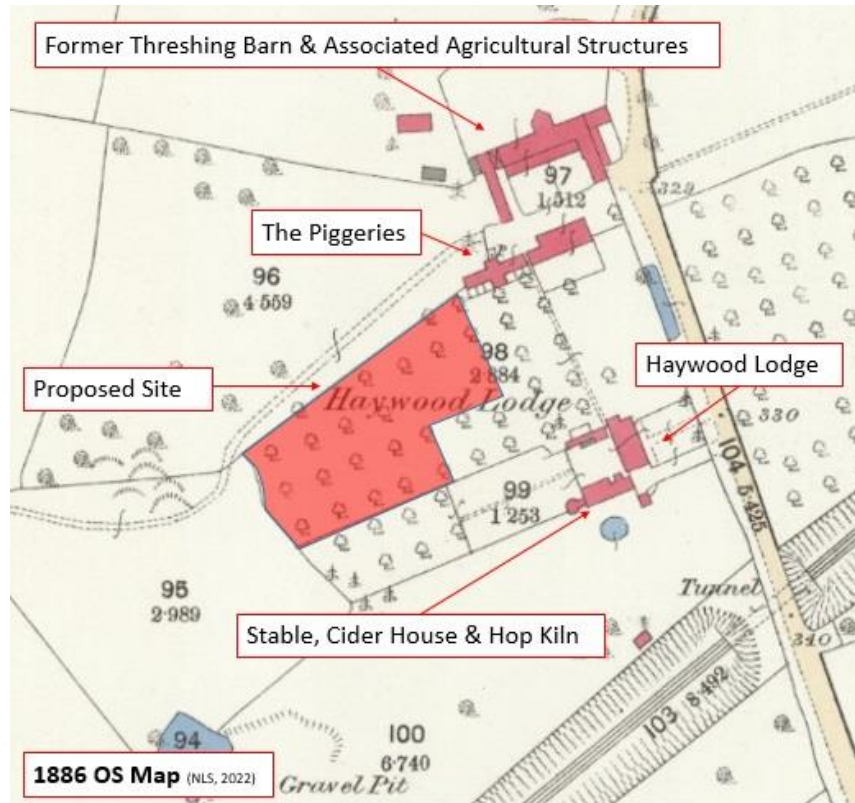 Former Threshing Barn & Associated Agricultural Structures
97
1.512
329
The Piggeries
96
4.559
98
2.884
Haywood Lodge
Proposed Site
Haywood Lodge
330
104
5.425
99
1.253
95
2.989
Tunnel
Stable, Cider House & Hop Kiln
340
103
8.492
94
100
6.740
1886 OS Map (NLS, 2022)
Gravel Pit